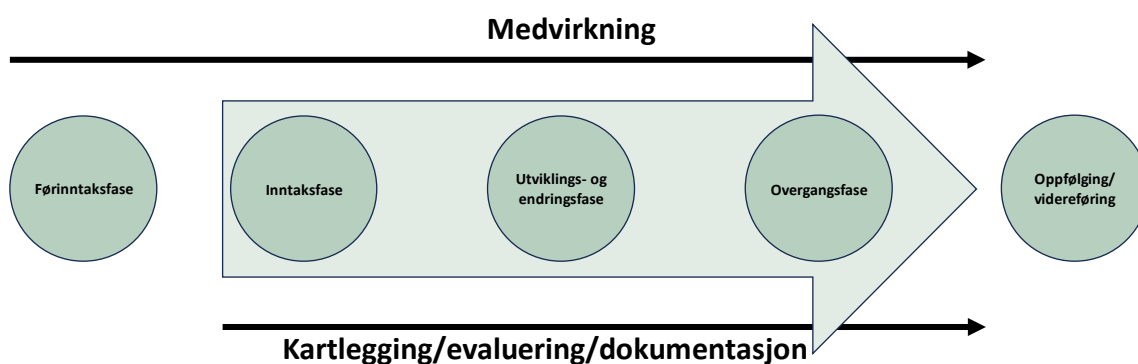 Medvirkning
Førinntaksfase
Inntaksfase
Utviklings- og
endringsfase
Overgangsfase
Oppfølging/
videreføring
Kartlegging/evaluering/dokumentasjon